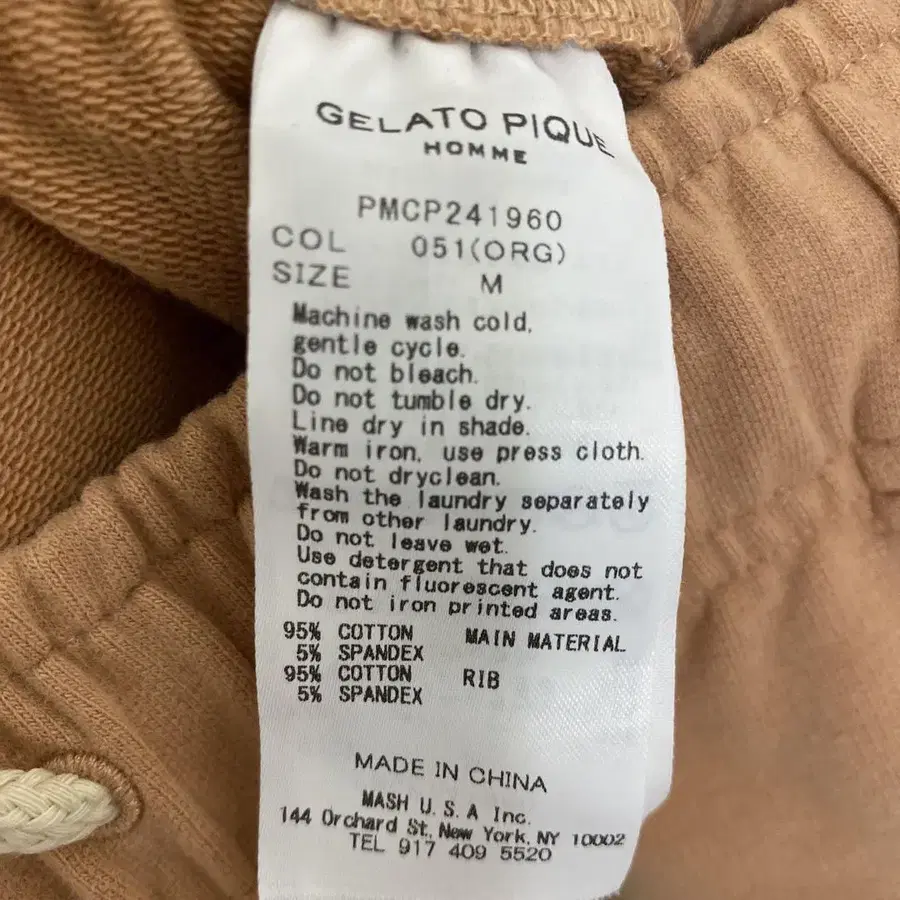 GELATO PIQUE
HOMME
PMCP241960
COL 051(ORG)
SIZE M
Machine wash cold,
gentle cycle.
Do not bleach.
Do not tumble dry.
Line dry in shade.
Warm iron, use press cloth.
Do not dryclean.
Wash the laundry separately
from other laundry.
Do not leave wet.
Use detergent that does not
contain fluorescent agent.
Do not iron printed areas.
95% COTTON MAIN MATERIAL
5% SPANDEX
95% COTTON RIB
5% SPANDEX
MADE IN CHINA
MASH U.S.A Inc.
144 Orchard St, New York, NY 10002
TEL 917 409 5520